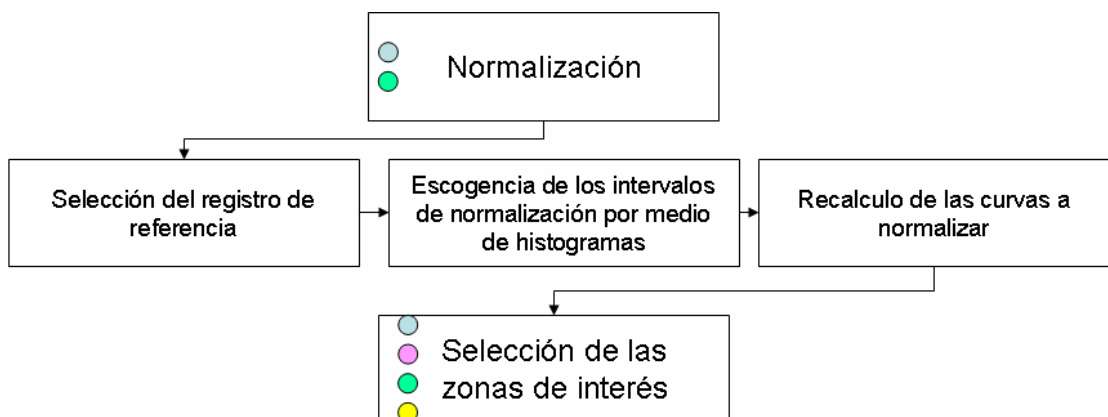 Normalización
Selección del registro de
referencia
Escogencia de los intervalos
de normalización por medio
de histogramas
Recalculo de las curvas a
normalizar
Selección de las
zonas de interés